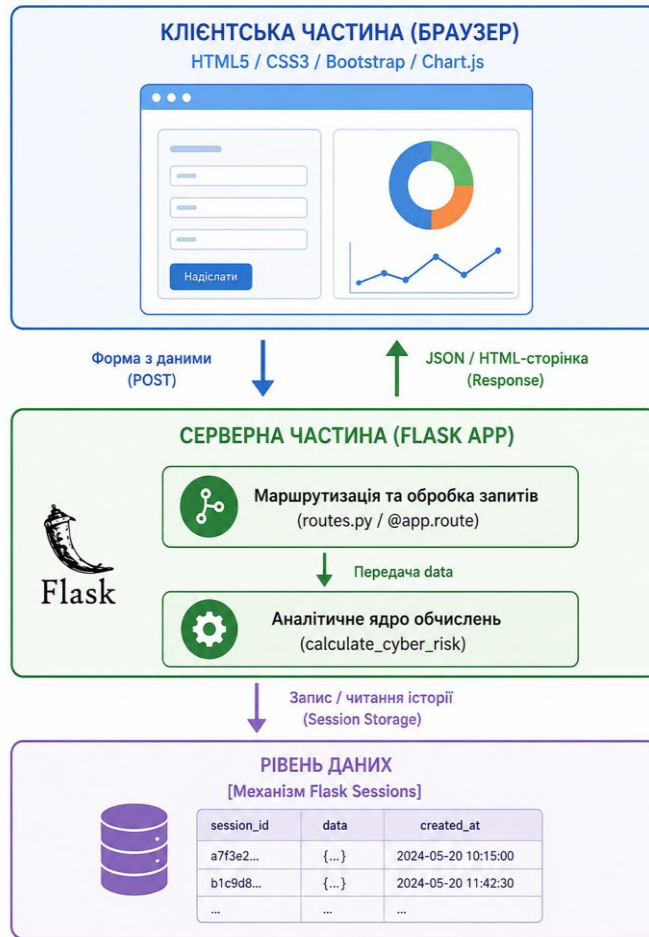 КЛІЄНТСЬКА ЧАСТИНА (БРАУЗЕР)
HTML5 / CSS3 / Bootstrap / Chart.js
Надіслати
Форма з даними
(POST)
JSON / HTML-сторінка
(Response)
СЕРВЕРНА ЧАСТИНА (FLASK APP)
Flask
Маршрутизація та обробка запитів
(routes.py / @app.route)
Передача data
Аналітичне ядро обчислень
(calculate_cyber_risk)
Запис / читання історії
(Session Storage)
РІВЕНЬ ДАНИХ
[Механізм Flask Sessions]
session_id data created_at
a7f3e2... {...} 2024-05-20 10:15:00
b1c9d8... {...} 2024-05-20 11:42:30
... ... ...